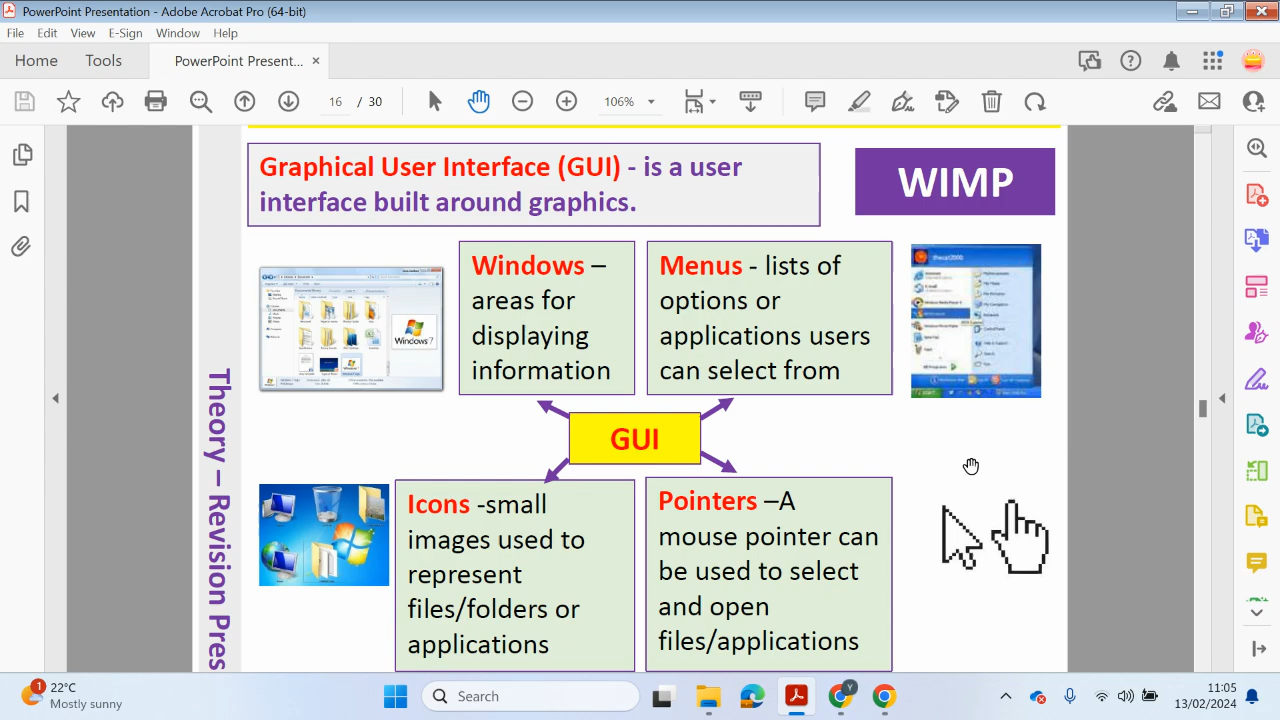 PowerPoint Presentation - Adobe Acrobat Pro (64-bit)
File Edit View E-Sign Window Help
Home Tools PowerPoint Present... ×
16 / 30 106%
Graphical User Interface (GUI) - is a user
interface built around graphics.
WIMP
Windows –
areas for
displaying
information
Menus - lists of
options or
applications users
can select from
Windows 7
GUI
Icons -small
images used to
represent
files/folders or
applications
Pointers –A
mouse pointer can
be used to select
and open
files/applications
Theory – Revision Pres
1
22°C
Mostly sunny
Search
Y
11:05
13/02/2024